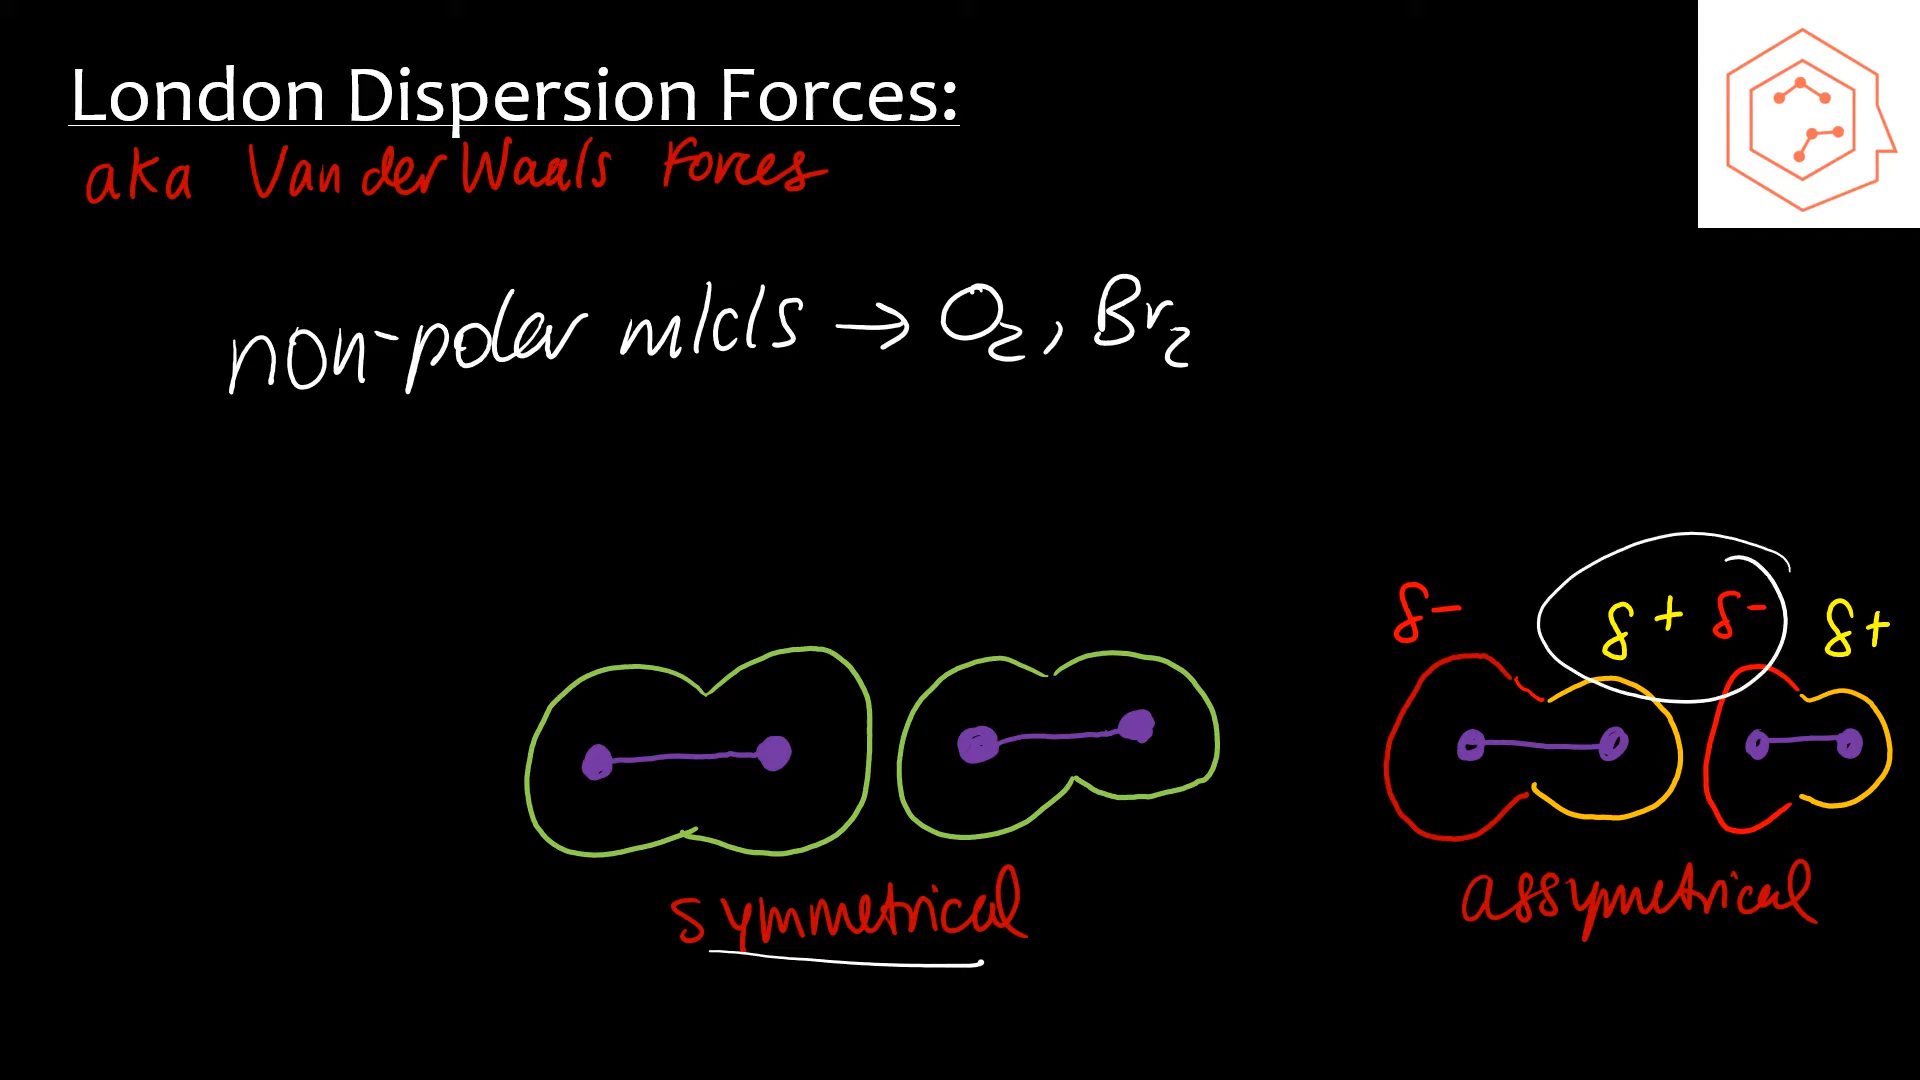 London Dispersion Forces:
aka Van der Waals Forces
non-polar mlcls → O₂, Br₂
δ- δ+ δ- δ+
symmetrical
assymetrical